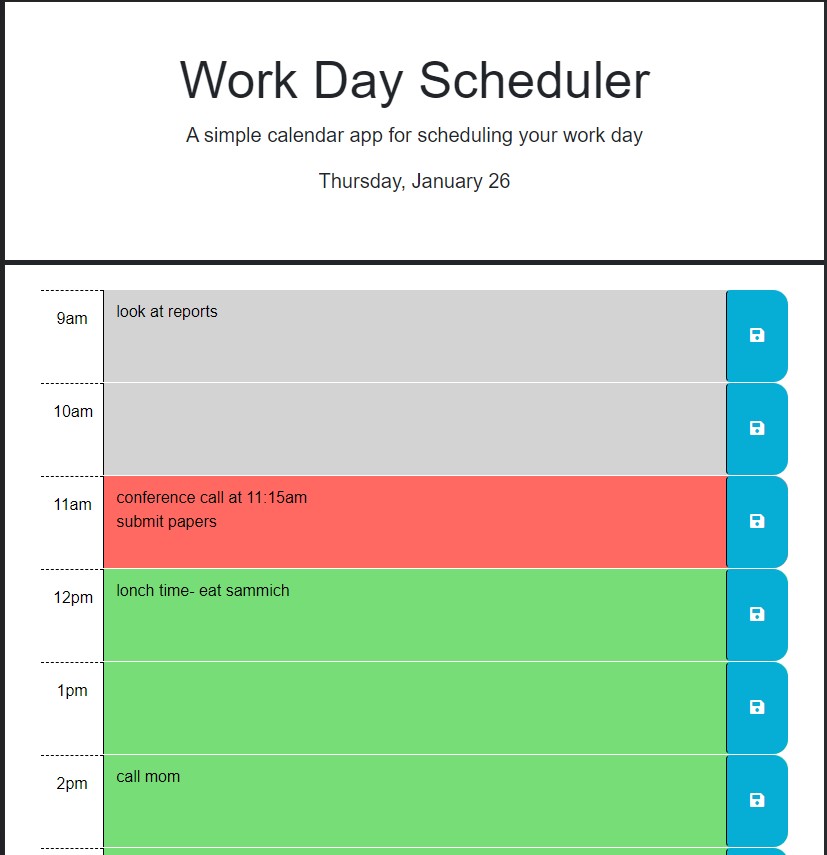 Work Day Scheduler
A simple calendar app for scheduling your work day
Thursday, January 26
9am
look at reports
10am
11am
conference call at 11:15am
submit papers
12pm
lonch time- eat sammich
1pm
2pm
call mom